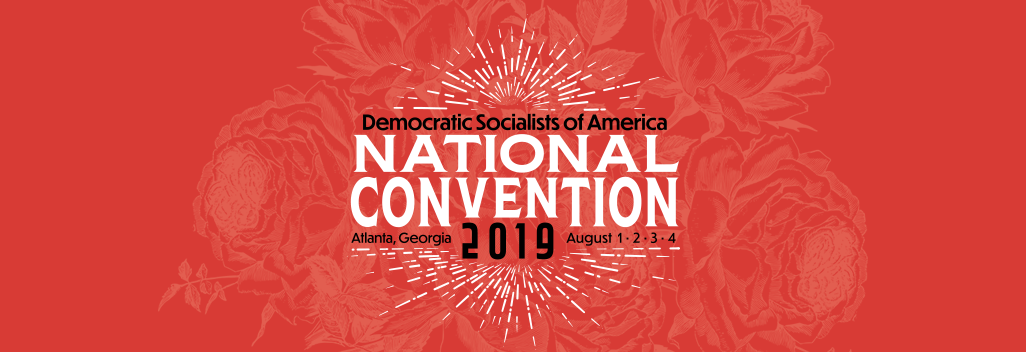 Democratic Socialists of America
NATIONAL
CONVENTION
Atlanta, Georgia 2019 August 1 · 2 · 3 · 4